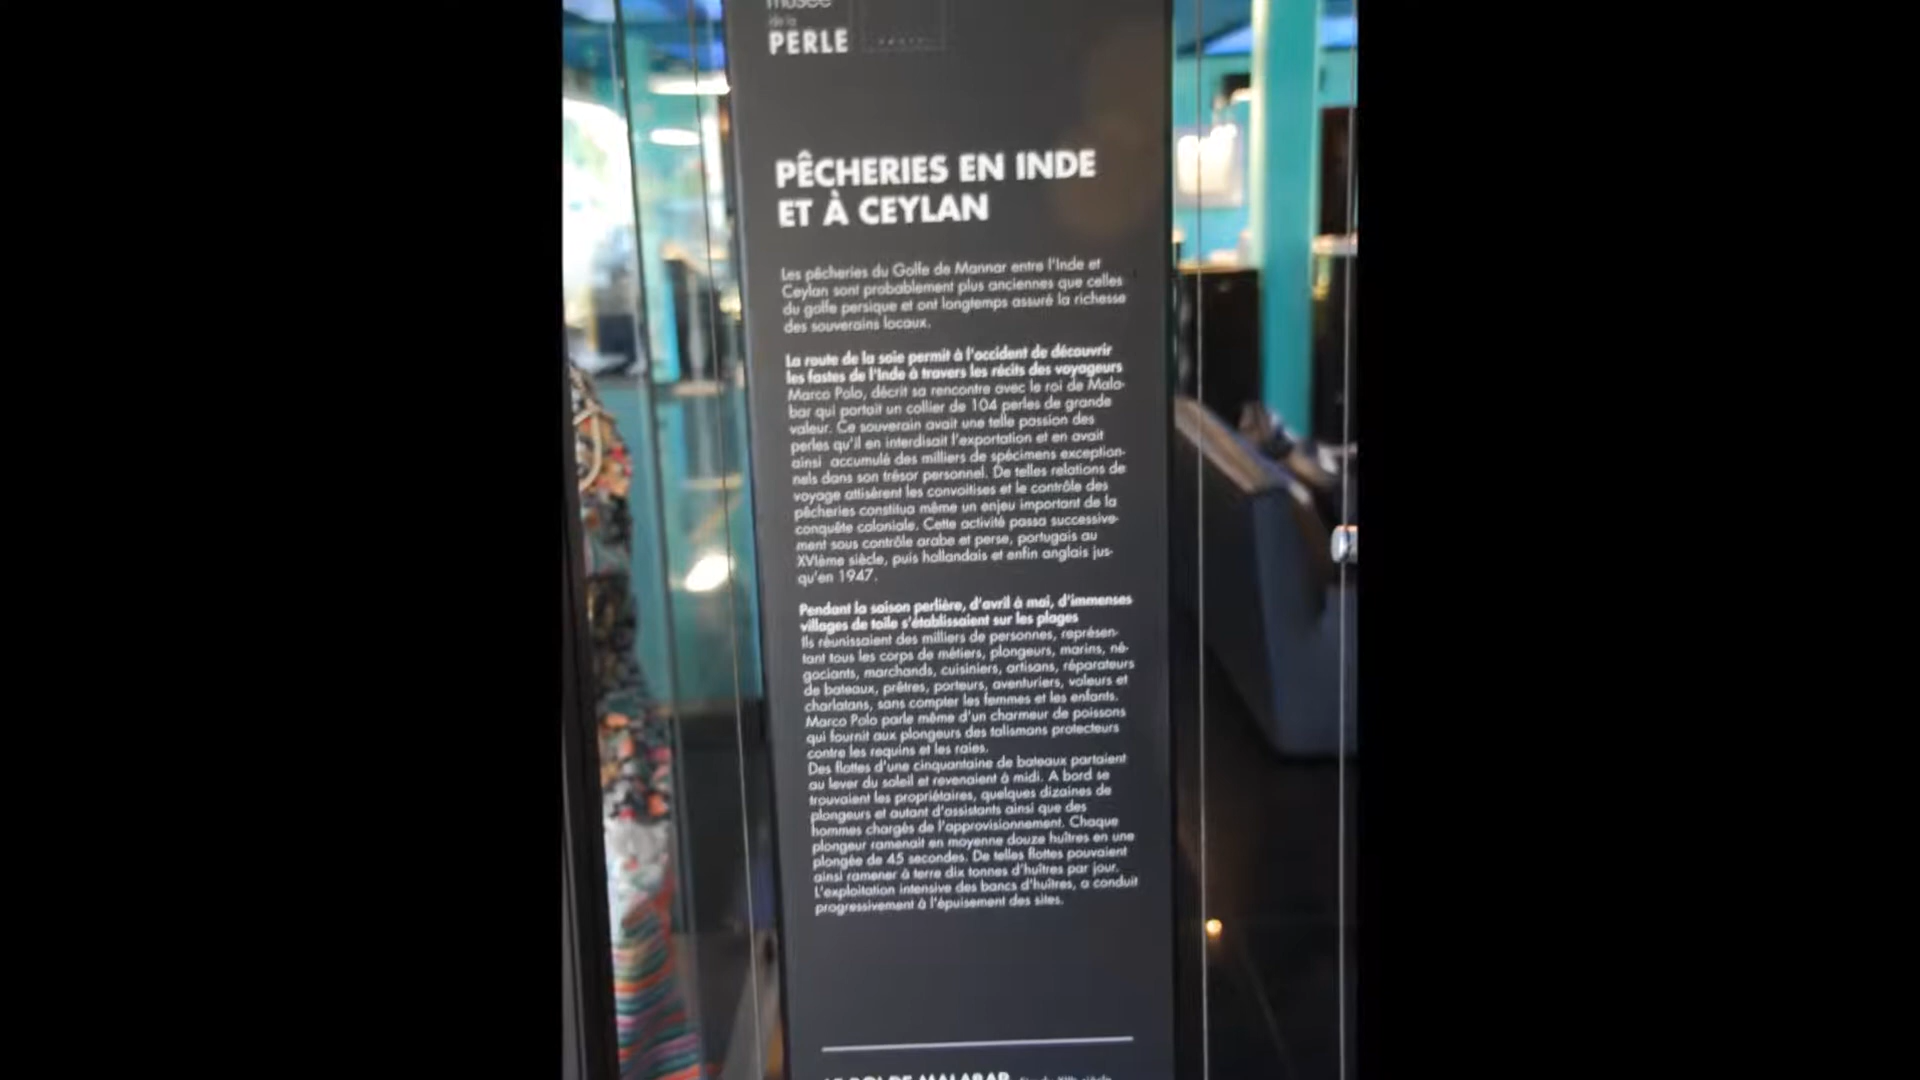 musée
de la
PERLE
PÊCHERIES EN INDE
ET À CEYLAN
Les pêcheries du Golfe de Mannar entre l'Inde et
Ceylan sont probablement plus anciennes que celles
du golfe persique et ont longtemps assuré la richesse
des souverains locaux.
La route de la soie permit à l'occident de découvrir
les fastes de l'Inde à travers les récits des voyageurs
Marco Polo, décrit sa rencontre avec le roi de Mala-
bar qui portait un collier de 104 perles de grande
valeur. Ce souverain avait une telle passion des
perles qu'il en interdisait l'exportation et en avait
ainsi accumulé des milliers de spécimens exception-
nels dans son trésor personnel. De telles relations de
voyage attisèrent les convoitises et le contrôle des
pêcheries constitua même un enjeu important de la
conquête coloniale. Cette activité passa successive-
ment sous contrôle arabe et perse, portugais au
XVIème siècle, puis hollandais et enfin anglais jus-
qu'en 1947.
Pendant la saison perlière, d'avril à mai, d'immenses
villages de toile s'établissaient sur les plages
Ils réunissaient des milliers de personnes, représen-
tant tous les corps de métiers, plongeurs, marins, né-
gociants, marchands, cuisiniers, artisans, réparateurs
de bateaux, prêtres, porteurs, aventuriers, voleurs et
charlatans, sans compter les femmes et les enfants.
Marco Polo parle même d'un charmeur de poissons
qui fournit aux plongeurs des talismans protecteurs
contre les requins et les raies.
Des flottes d'une cinquantaine de bateaux partaient
au lever du soleil et revenaient à midi. A bord se
trouvaient les propriétaires, quelques dizaines de
plongeurs et autant d'assistants ainsi que des
hommes chargés de l'approvisionnement. Chaque
plongeur ramenait en moyenne douze huîtres en une
plongée de 45 secondes. De telles flottes pouvaient
ainsi ramener à terre dix tonnes d'huîtres par jour.
L'exploitation intensive des bancs d'huîtres, a conduit
progressivement à l'épuisement des sites.
LE ROI DE MALABAR